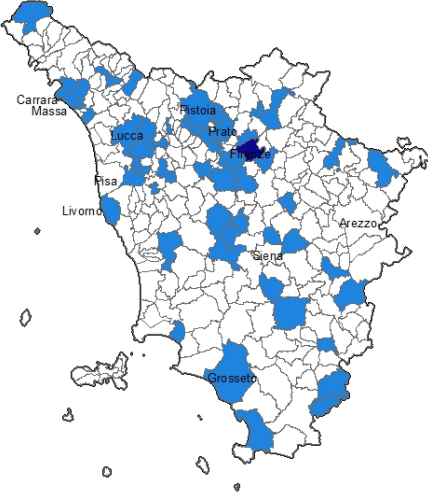 Carrara
Massa
Pistoia
Prato
Lucca
Firenze
Pisa
Livorno
Arezzo
Siena
Grosseto